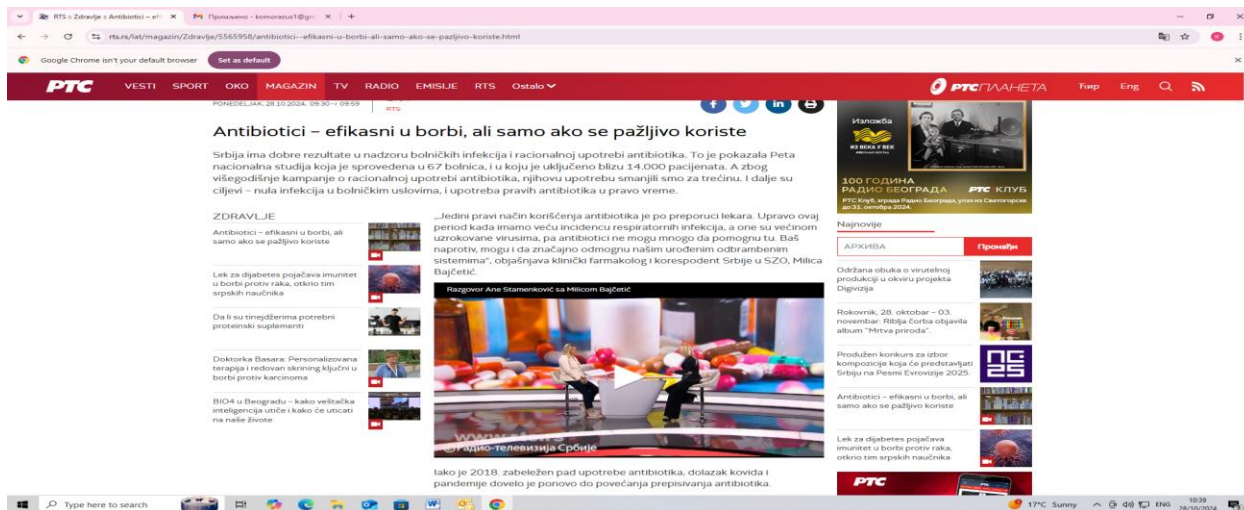 RTS :: Zdravlje :: Antibiotici – efi
rts.rs/lat/magazin/Zdravlje/5565958/antibiotici--efikasni-u-borbi-ali-samo-ako-se-pazljivo-koriste.html
Google Chrome isn't your default browser
Set as default
РТС
VESTI SPORT OKO MAGAZIN TV RADIO EMISIJE RTS Ostalo
РТС ПЛАНЕТА
Ћир Eng
PONEDELJAK, 28.10.2024, 09:30 -> 09:59
RTS
Antibiotici – efikasni u borbi, ali samo ako se pažljivo koriste
Srbija ima dobre rezultate u nadzoru bolničkih infekcija i racionalnoj upotrebi antibiotika. To je pokazala Peta
nacionalna studija koja je sprovedena u 67 bolnica, i u koju je uključeno blizu 14.000 pacijenata. A zbog
višegodišnje kampanje o racionalnoj upotrebi antibiotika, njihovu upotrebu smanjili smo za trećinu. I dalje su
ciljevi – nula infekcija u bolničkim uslovima, i upotreba pravih antibiotika u pravo vreme.
ZDRAVLJE
Antibiotici – efikasni u borbi, ali
samo ako se pažljivo koriste
Lek za dijabetes pojačava imunitet
u borbi protiv raka, otkrio tim
srpskih naučnika
Da li su tinejdžerima potrebni
proteinski suplementi
Doktorka Basara: Personalizovana
terapija i redovan skrining ključni u
borbi protiv karcinoma
BIO4 u Beogradu – kako veštačka
inteligencija utiče i kako će uticati
na naše živote
„Jedini pravi način korišćenja antibiotika je po preporuci lekara. Upravo ovaj
period kada imamo veću incidencu respiratornih infekcija, a one su većinom
uzrokovane virusima, pa antibiotici ne mogu mnogo da pomognu tu. Baš
naprotiv, mogu i da značajno odmognu našim urođenim odbrambenim
sistemima“, objašnjava klinički farmakolog i korespodent Srbije u SZO, Milica
Bajčetić.
Razgovor Ane Stamenković sa Milicom Bajčetić
Радио-телевизија Србије
Iako je 2018. zabeležen pad upotrebe antibiotika, dolazak kovida i
pandemije dovelo je ponovo do povećanja prepisivanja antibiotika.
Изложба
ИЗ ВЕКА У ВЕК
100 ГОДИНА
РАДИО БЕОГРАДА
РТС КЛУБ
РТС Клуб, зграда Радио Београда, улаз из Светогорске
до 31. октобра 2024.
Najnovije
АРХИВА
Пронађи
Održana obuka o virutelnoj
produkciji u okviru projekta
Digivizija
Rokovnik, 28. oktobar – 03.
novembar: Riblja čorba objavila
album "Mrtva priroda".
Produžen konkurs za izbor
kompozicije koja će predstavljati
Srbiju na Pesmi Evrovizije 2025.
Antibiotici – efikasni u borbi, ali
samo ako se pažljivo koriste
Lek za dijabetes pojačava
imunitet u borbi protiv raka,
otkrio tim srpskih naučnika
РТС
Type here to search
17°C Sunny
ENG
10:39
28/10/2024